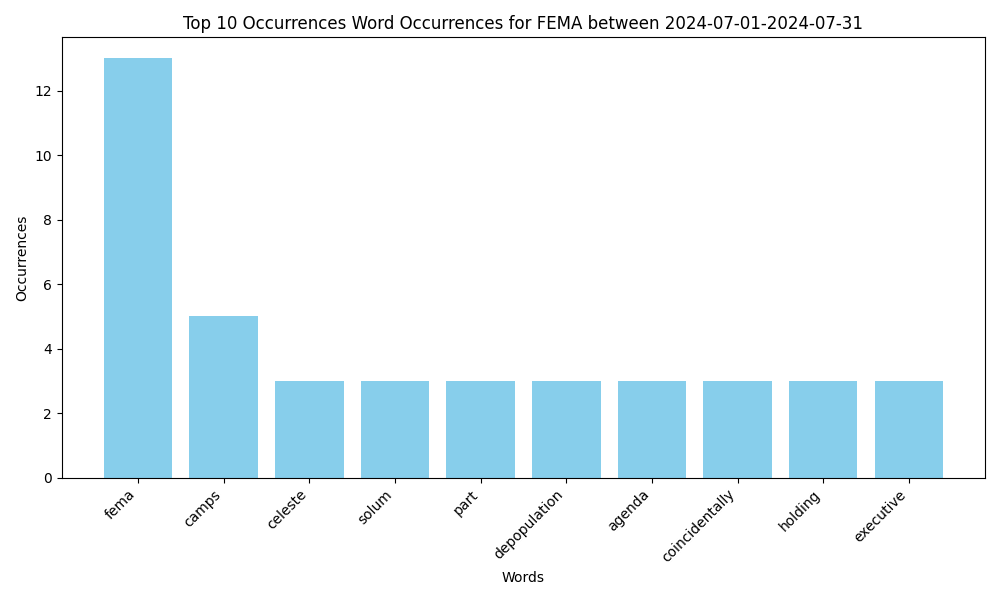 Top 10 Occurrences Word Occurrences for FEMA between 2024-07-01-2024-07-31
Occurrences
12
10
8
6
4
2
0
fema
camps
celeste
solum
part
depopulation
agenda
coincidentally
holding
executive
Words